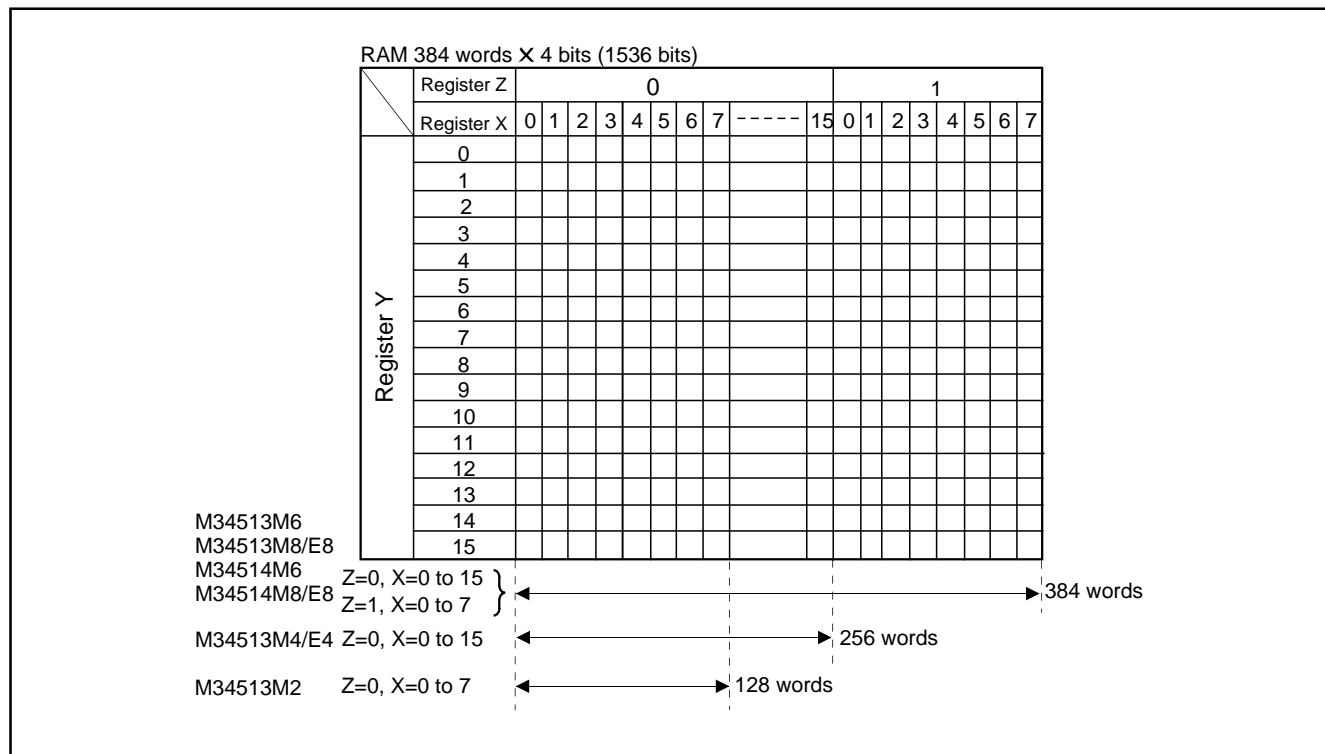 RAM 384 words × 4 bits (1536 bits)
Register Z 0 1
Register X 0 1 2 3 4 5 6 7 ----- 15 0 1 2 3 4 5 6 7
Register Y
0
1
2
3
4
5
6
7
8
9
10
11
12
13
14
15
M34513M6
M34513M8/E8
M34514M6
M34514M8/E8
Z=0, X=0 to 15
Z=1, X=0 to 7
384 words
M34513M4/E4 Z=0, X=0 to 15 256 words
M34513M2 Z=0, X=0 to 7 128 words